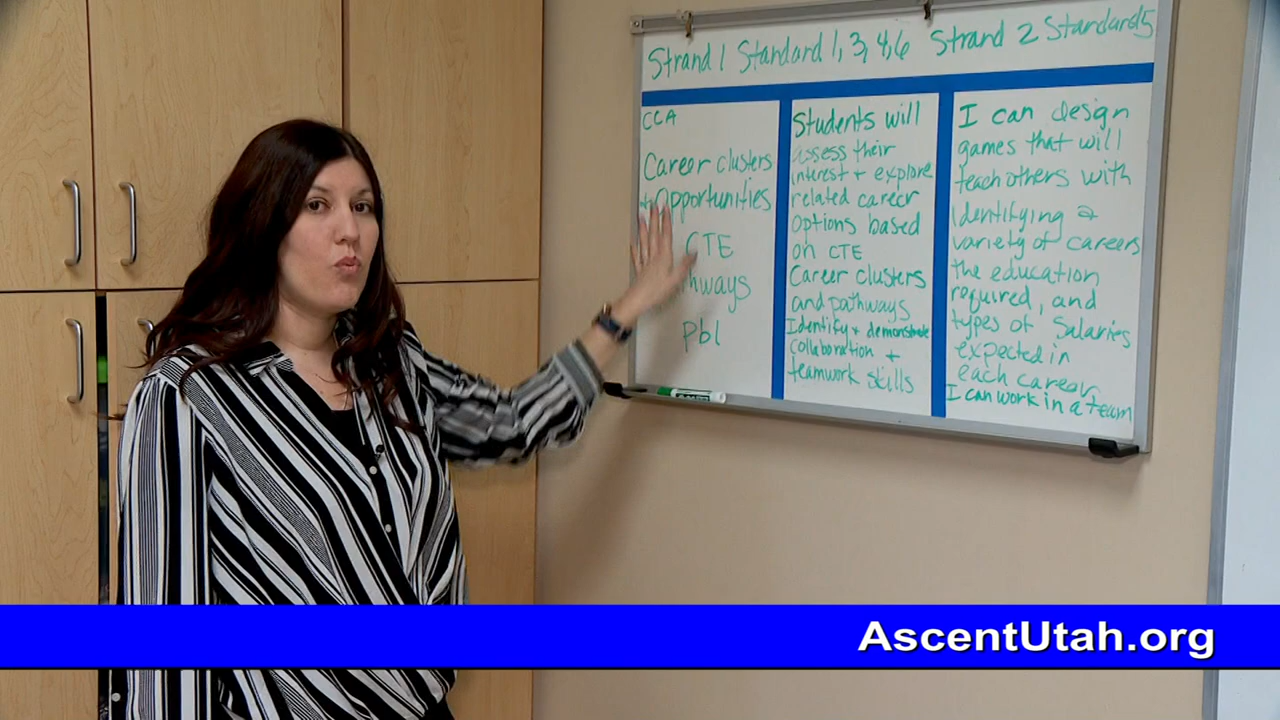 Strand 1 Standard 1, 3, 4, 6 Strand 2 Standard 5
CCA
Career clusters
+ Opportunities
CTE
hways
pbl
Students will
assess their
interest + explore
related career
options based
on CTE
Career clusters
and pathways
Identify + demonstrate
collaboration +
teamwork skills
I can design
games that will
teach others with
identifying a
variety of careers
the education
required, and
types of salaries
expected in
each career
I can work in a team
AscentUtah.org